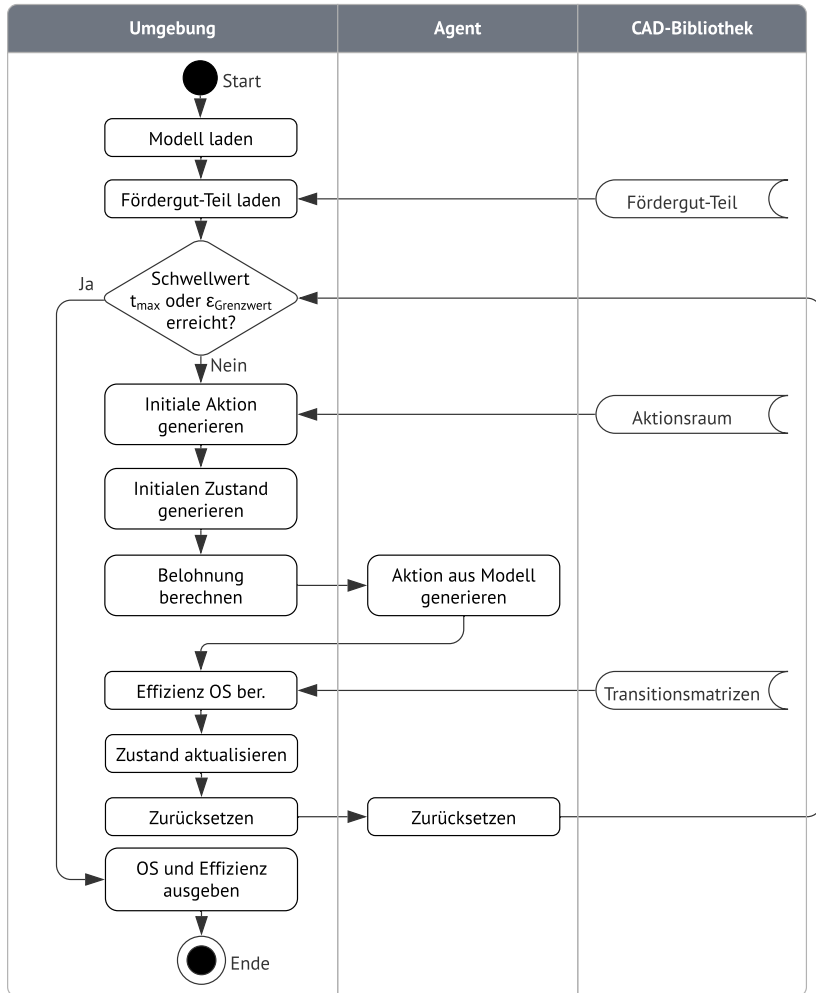 Umgebung
Agent
CAD-Bibliothek
Start
Modell laden
Fördergut-Teil laden
Fördergut-Teil
Ja
Schwellwert
tmax oder εGrenzwert
erreicht?
Nein
Initiale Aktion
generieren
Aktionsraum
Initialen Zustand
generieren
Belohnung
berechnen
Aktion aus Modell
generieren
Effizienz OS ber.
Transitionsmatrizen
Zustand aktualisieren
Zurücksetzen
Zurücksetzen
OS und Effizienz
ausgeben
Ende